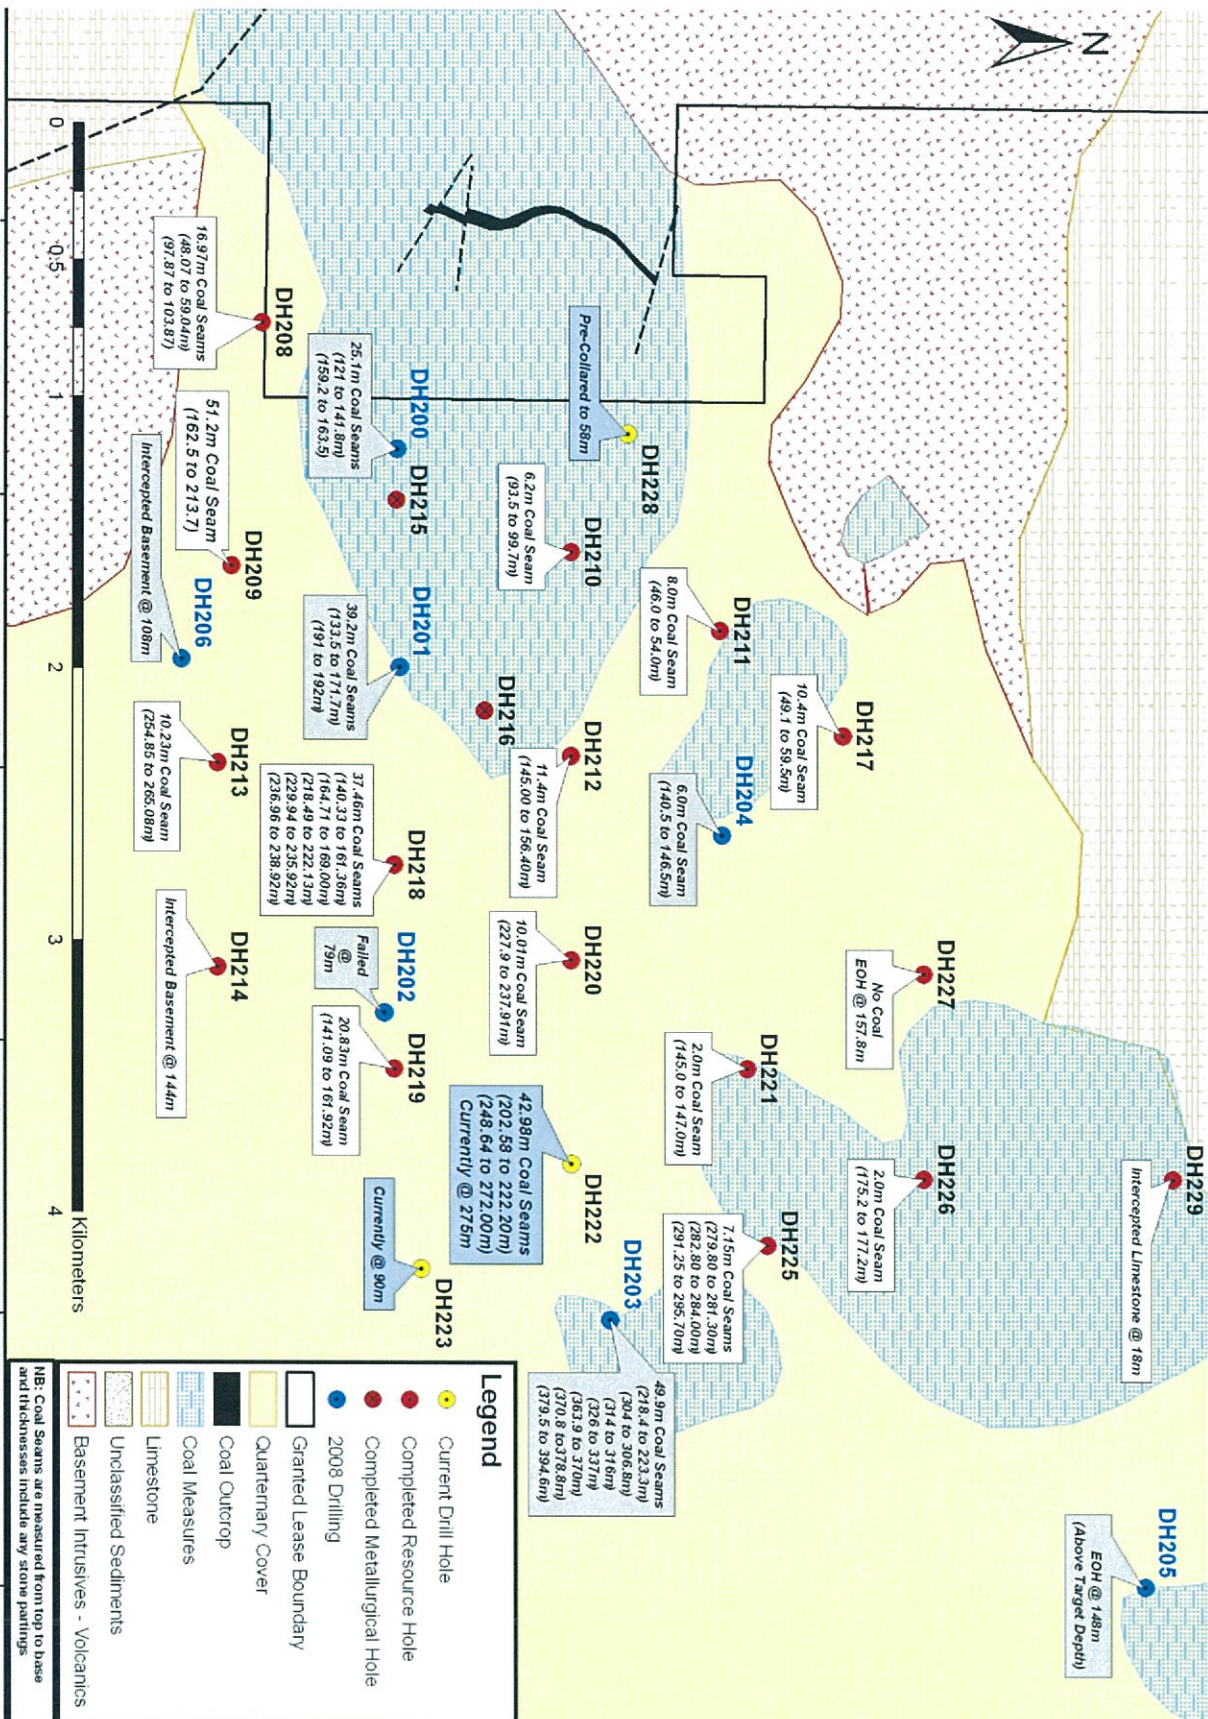 N
DH229
Intercepted Limestone @ 18m
DH205
EOH @ 148m
(Above Target Depth)
DH227
No Coal
EOH @ 157.8m
DH226
2.0m Coal Seam
(175.2 to 177.2m)
DH217
10.4m Coal Seam
(49.1 to 59.5m)
DH211
8.0m Coal Seam
(46.0 to 54.0m)
DH204
6.0m Coal Seam
(140.5 to 146.5m)
DH221
2.0m Coal Seam
(145.0 to 147.0m)
DH225
7.15m Coal Seams
(279.80 to 281.30m)
(282.80 to 284.00m)
(291.25 to 295.70m)
DH228
Pre-Collared to 58m
DH210
6.2m Coal Seam
(93.5 to 99.7m)
DH212
11.4m Coal Seam
(145.00 to 156.40m)
DH220
10.01m Coal Seam
(227.9 to 237.91m)
DH222
42.98m Coal Seams
(202.58 to 222.20m)
(248.64 to 272.00m)
Currently @ 275m
DH203
49.9m Coal Seams
(218.4 to 223.3m)
(304 to 306.8m)
(314 to 316m)
(326 to 337m)
(363.9 to 370m)
(370.8 to378.8m)
(379.5 to 394.6m)
DH216
DH200
25.1m Coal Seams
(121 to 141.8m)
(159.2 to 163.5)
DH215
DH201
39.2m Coal Seams
(133.5 to 171.7m)
(191 to 192m)
DH218
37.46m Coal Seams
(140.33 to 161.36m)
(164.71 to 169.00m)
(218.49 to 222.13m)
(229.94 to 235.92m)
(236.96 to 238.92m)
DH202
Failed
@
79m
DH219
20.83m Coal Seam
(141.09 to 161.92m)
DH223
Currently @ 90m
DH208
16.97m Coal Seams
(48.07 to 59.04m)
(97.87 to 103.87)
DH209
51.2m Coal Seam
(162.5 to 213.7)
DH206
Intercepted Basement @ 108m
DH213
10.23m Coal Seam
(254.85 to 265.08m)
DH214
Intercepted Basement @ 144m
0 0.5 1 2 3 4
Kilometers
Legend
Current Drill Hole
Completed Resource Hole
Completed Metallurgical Hole
2008 Drilling
Granted Lease Boundary
Quarternary Cover
Coal Outcrop
Coal Measures
Limestone
Unclassified Sediments
Basement Intrusives - Volcanics
NB: Coal Seams are measured from top to base
and thicknesses include any stone partings